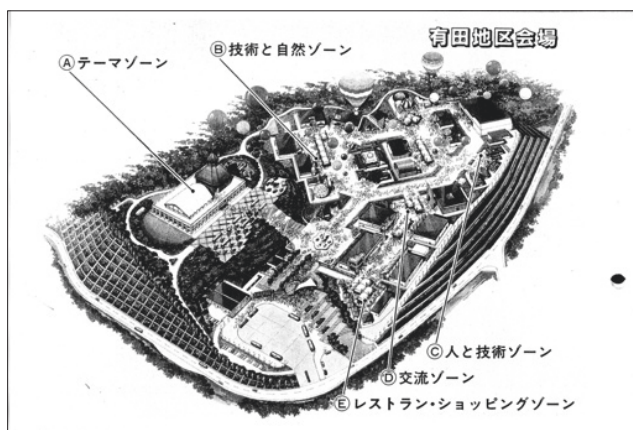 有田地区会場
Ⓐテーマゾーン
Ⓑ技術と自然ゾーン
Ⓒ人と技術ゾーン
Ⓓ交流ゾーン
Ⓔレストラン・ショッピングゾーン